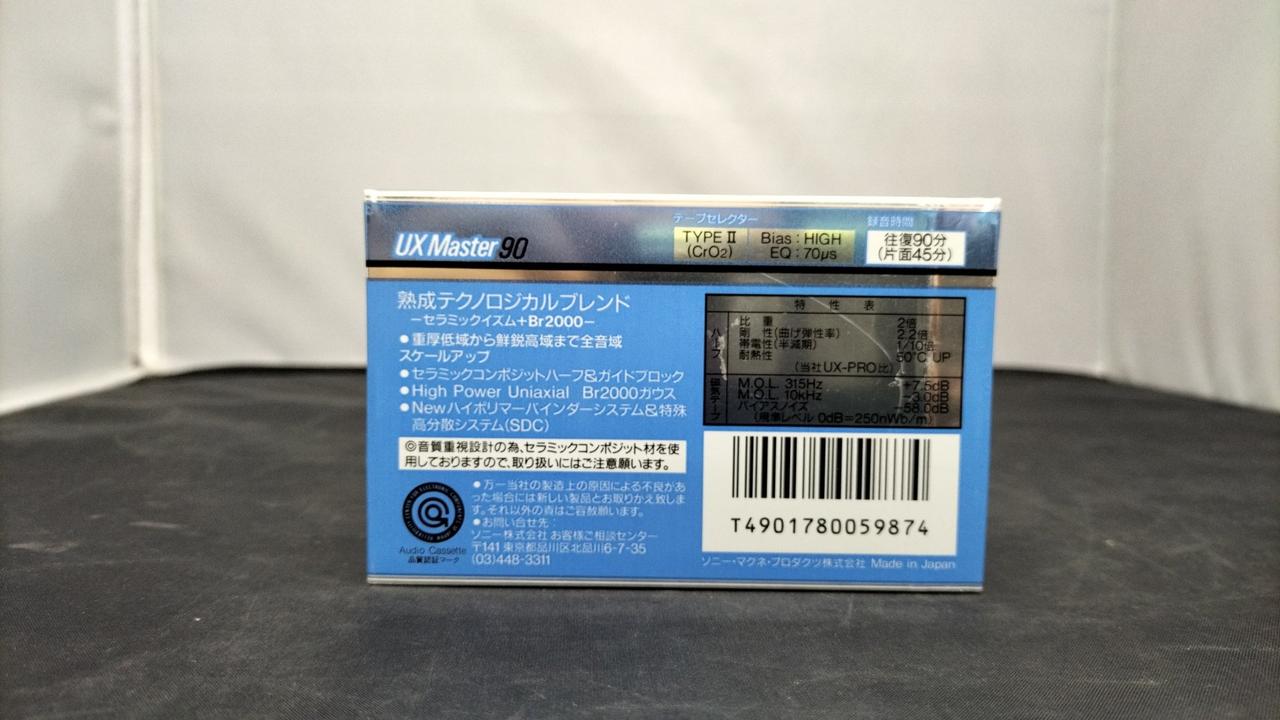 テープセレクター
録音時間
UX Master 90
TYPE II
(CrO2)
Bias : HIGH
EQ : 70μs
往復90分
(片面45分)
熟成テクノロジカルブレンド
—セラミックイズム+Br2000—
●重厚低域から鮮鋭高域まで全音域
スケールアップ
●セラミックコンポジットハーフ&ガイドブロック
●High Power Uniaxial Br2000ガウス
●Newハイポリマーバインダーシステム&特殊
高分散システム(SDC)
◎音質重視設計の為、セラミックコンポジット材を使
用しておりますので、取り扱いにはご注意願います。
●万一当社の製造上の原因による不良があ
った場合には新しい製品とお取りかえ致しま
す。それ以外の責はご容赦願います。
●お問い合せ先:
ソニー株式会社 お客様ご相談センター
〒141 東京都品川区北品川6-7-35
(03)448-3311
Audio Cassette
品質認証マーク
特性表
ハーフ
比重 2倍
剛性(曲げ弾性率) 2.2倍
帯電性(半減期) 1/10倍
耐熱性 50°C UP
(当社UX-PRO比)
磁気テープ
M.O.L. 315Hz +7.5dB
M.O.L. 10kHz -3.0dB
バイアスノイズ -58.0dB
(規準レベル 0dB=250nWb/m)
T4901780059874
ソニー・マグネ・プロダクツ株式会社 Made in Japan